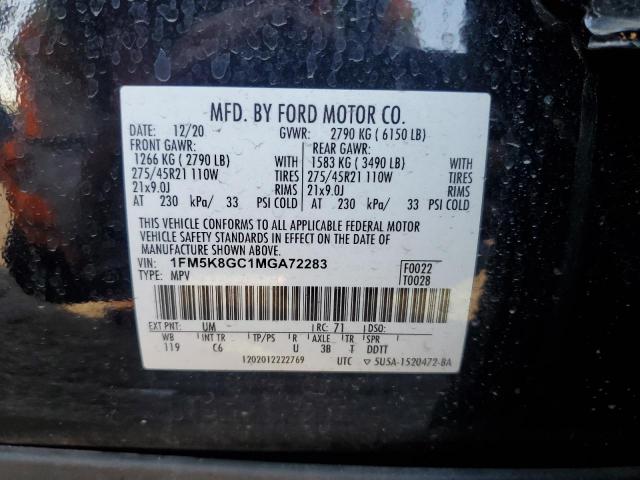 MFD. BY FORD MOTOR CO.
DATE: 12/20 GVWR: 2790 KG ( 6150 LB)
FRONT GAWR: REAR GAWR:
1266 KG ( 2790 LB) WITH 1583 KG ( 3490 LB) WITH
275/45R21 110W TIRES 275/45R21 110W TIRES
21x9.0J RIMS 21x9.0J RIMS
AT 230 kPa/ 33 PSI COLD AT 230 kPa/ 33 PSI COLD
THIS VEHICLE CONFORMS TO ALL APPLICABLE FEDERAL MOTOR
VEHICLE SAFETY STANDARDS IN EFFECT ON THE DATE OF
MANUFACTURE SHOWN ABOVE.
VIN: 1FM5K8GC1MGA72283 F0022
TYPE: MPV T0028
EXT PNT: UM RC: 71 DSO:
WB INT TR TP/PS R AXLE TR SPR
119 C6 U 3B T DDTT
1202012222769 UTC ▽ 5U5A-1520472-BA